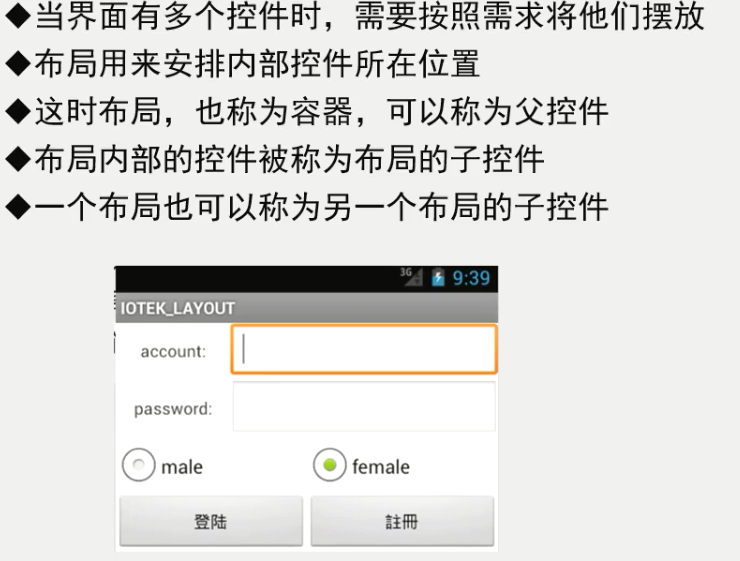 ◆当界面有多个控件时，需要按照需求将他们摆放
◆布局用来安排内部控件所在位置
◆这时布局，也称为容器，可以称为父控件
◆布局内部的控件被称为布局的子控件
◆一个布局也可以称为另一个布局的子控件
3G 9:39
IOTEK_LAYOUT
account:
password:
male female
登陆 註冊